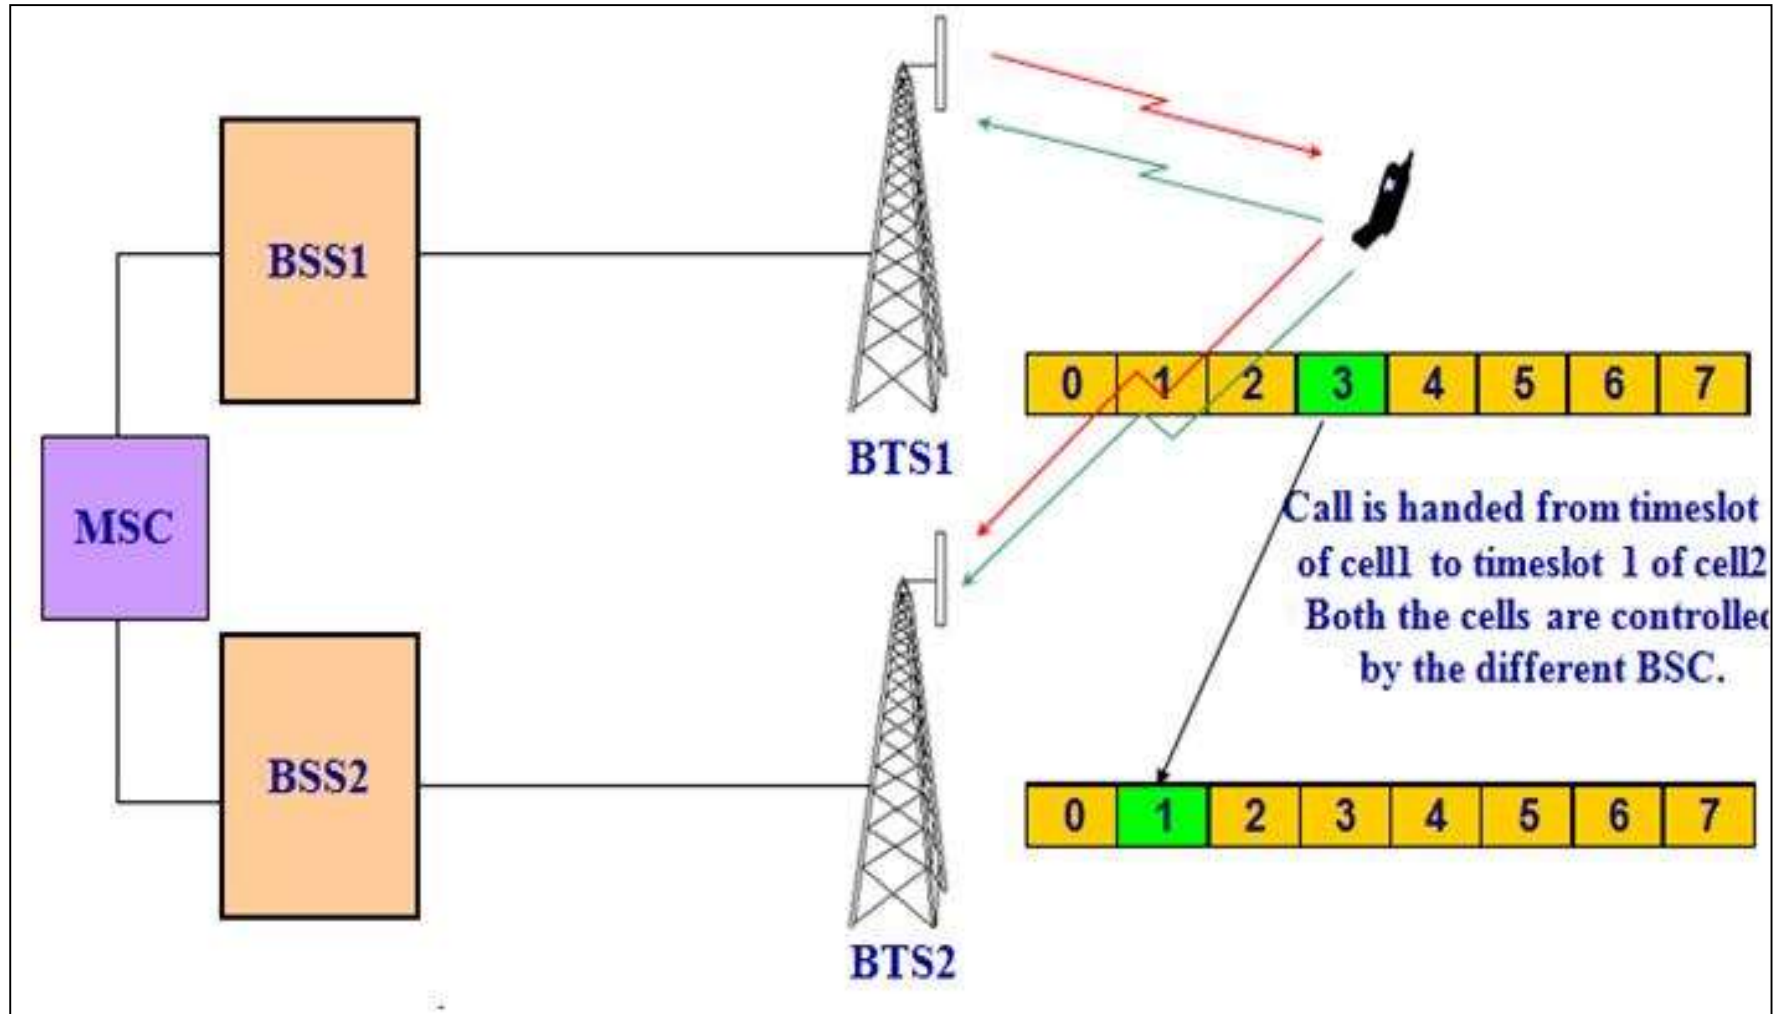 BSS1
BTS1
0 1 2 3 4 5 6 7
MSC
Call is handed from timeslot
of cell1 to timeslot 1 of cell2
Both the cells are controlled
by the different BSC.
BSS2
0 1 2 3 4 5 6 7
BTS2